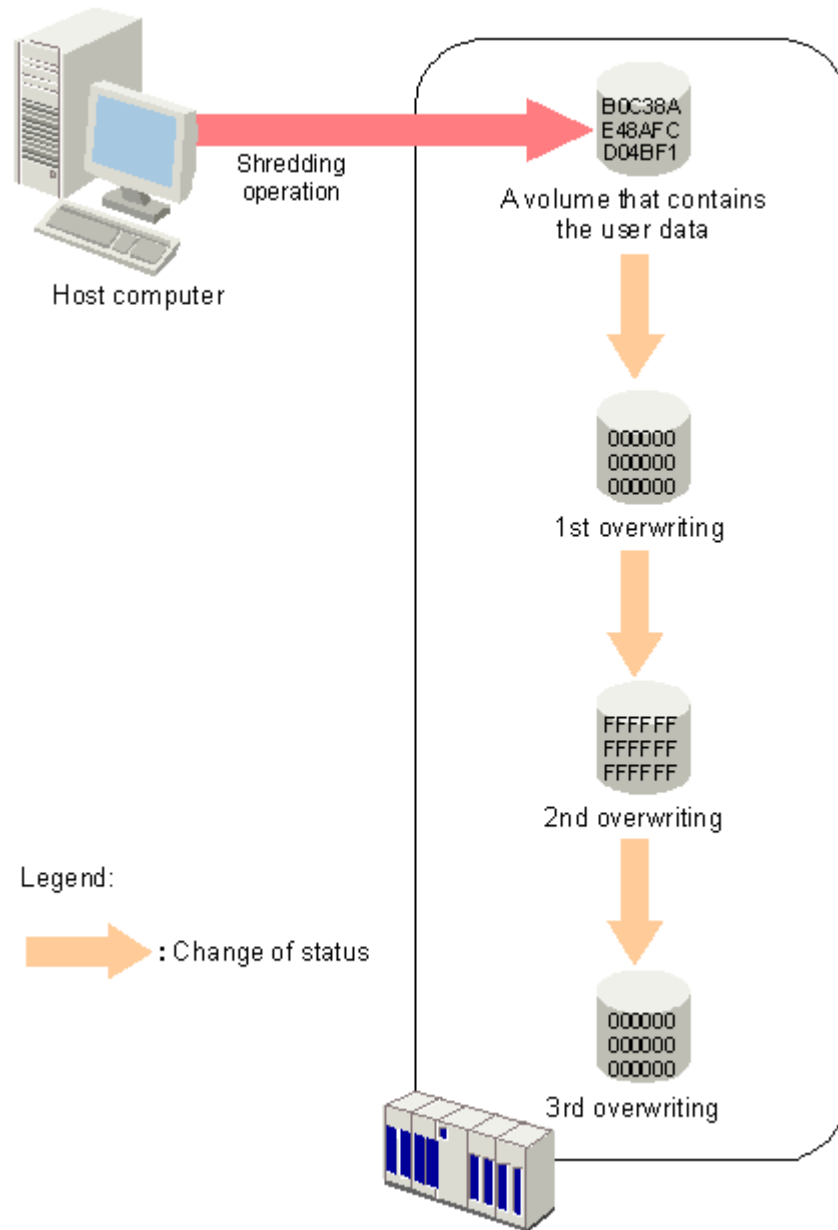 B0C38A
E48AFC
D04BF1
Shredding
operation
A volume that contains
the user data
Host computer
000000
000000
000000
1st overwriting
FFFFFF
FFFFFF
FFFFFF
2nd overwriting
Legend:
: Change of status
000000
000000
000000
3rd overwriting